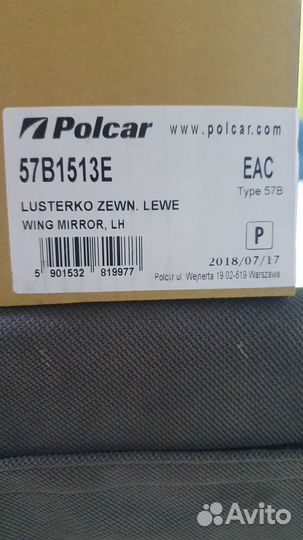 Polcar www.polcar.com
57B1513E EAC
Type 57B
LUSTERKO ZEWN. LEWE
WING MIRROR, LH
P
5 901532 819977
2018/07/17
Polcar ul. Wejnerta 19 02-619 Warszawa
Avito